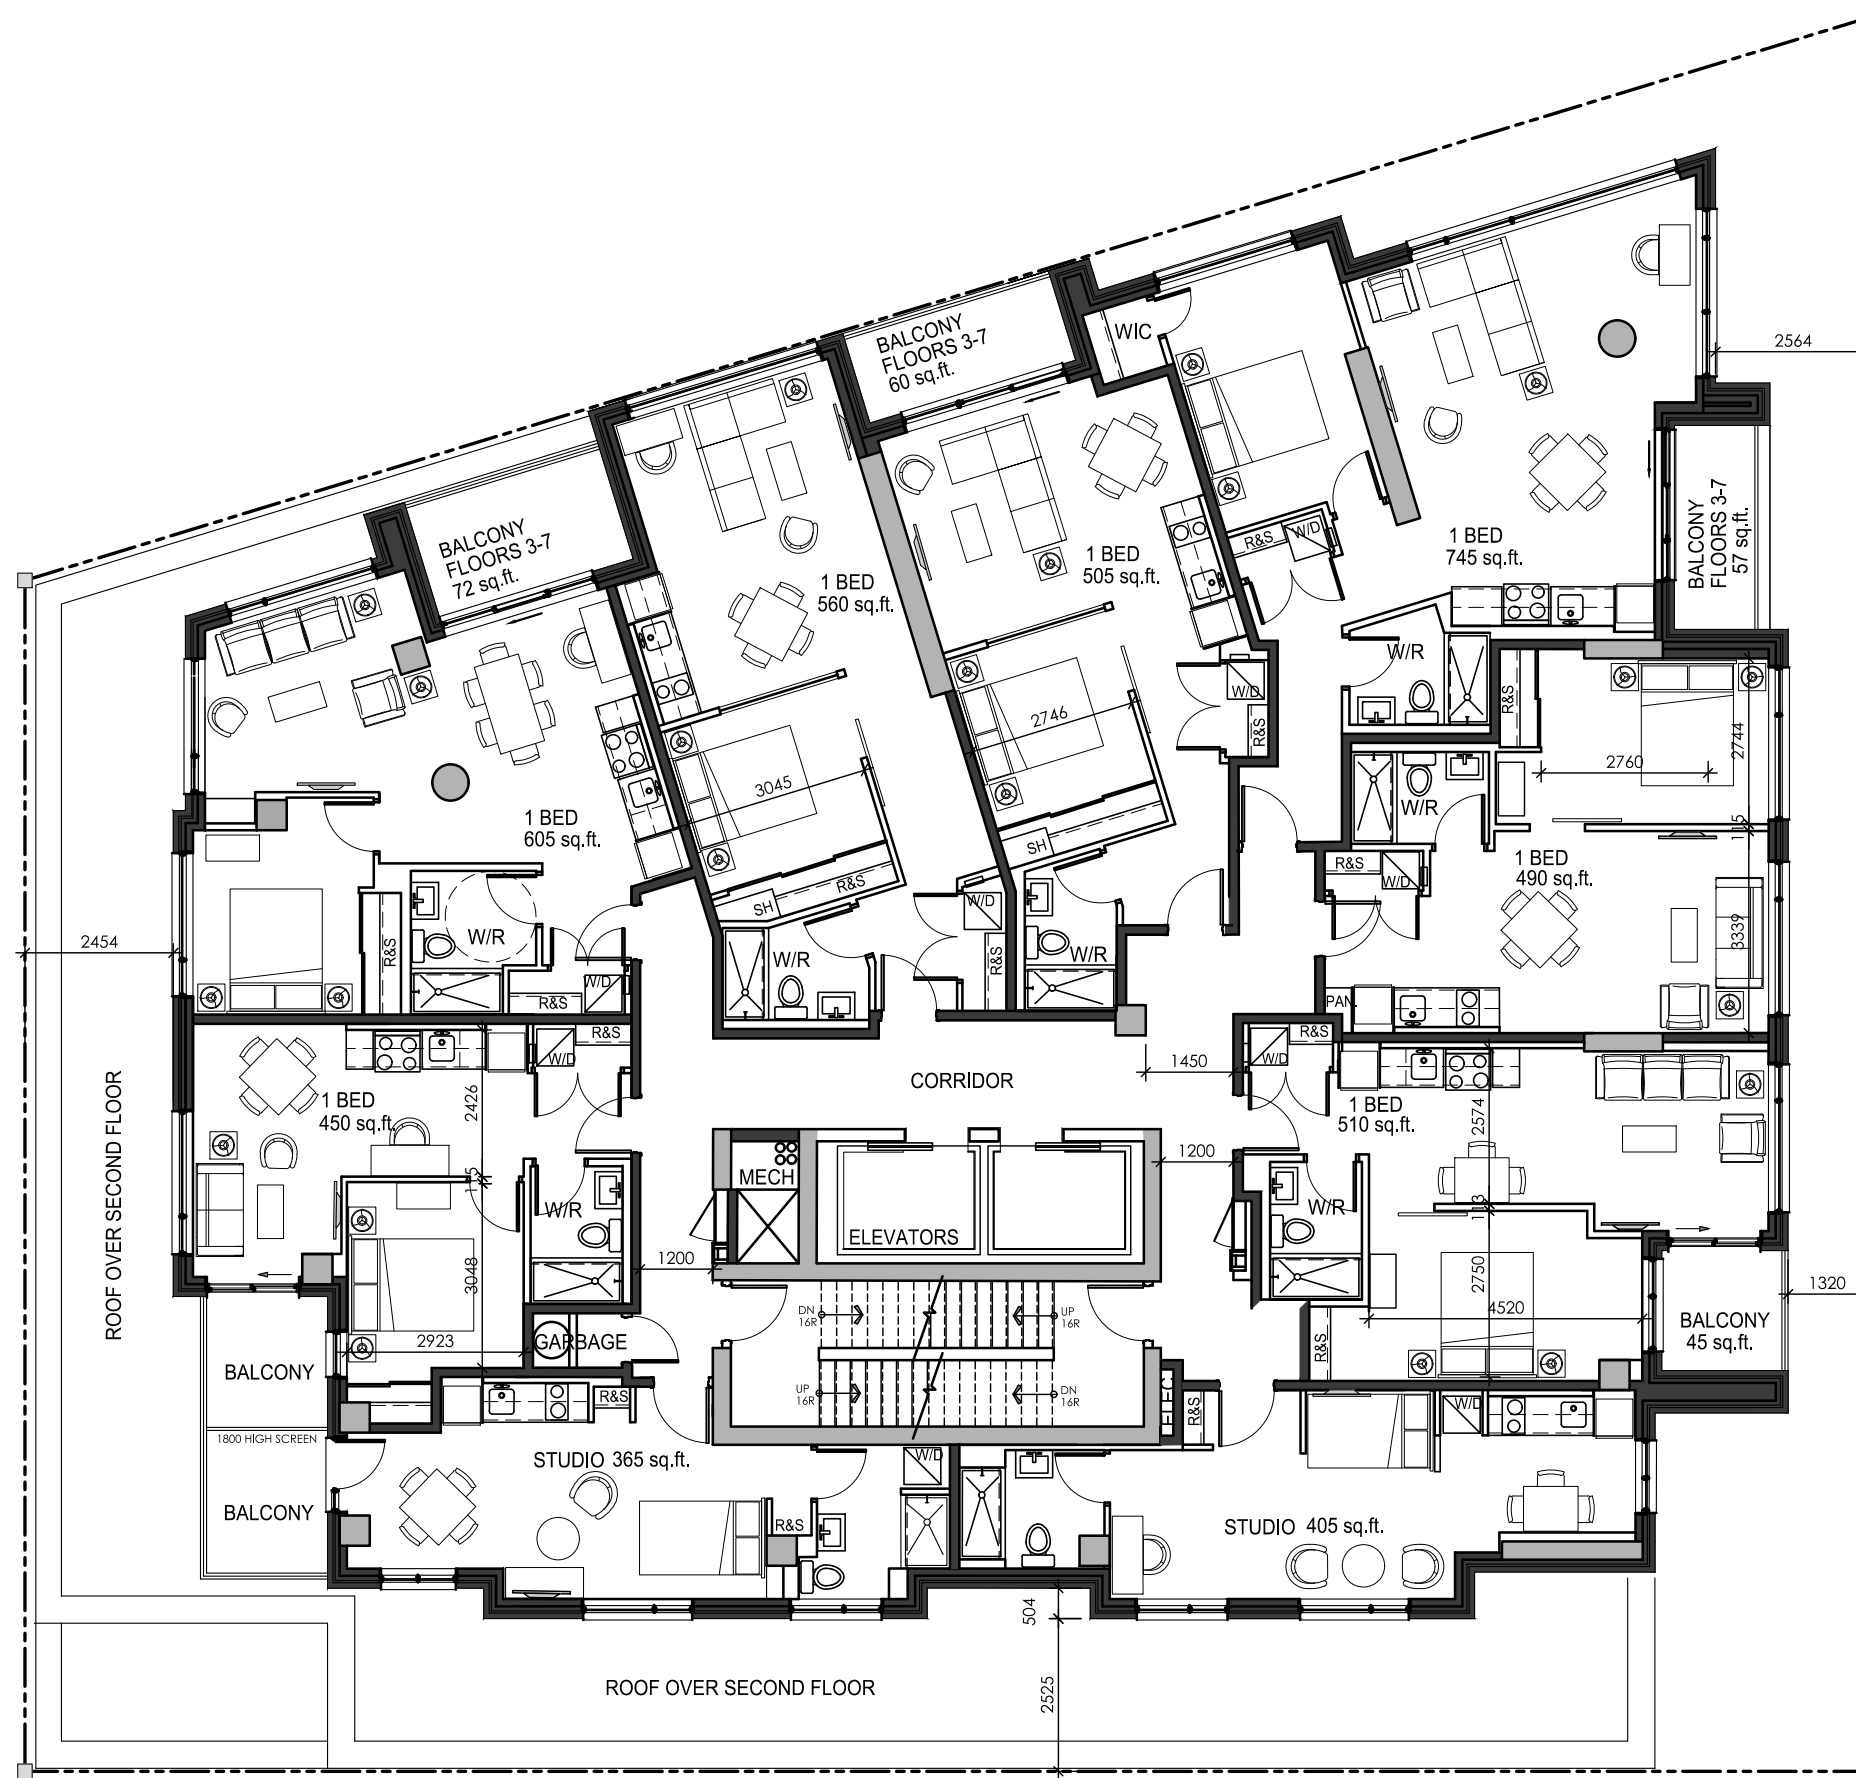 WIC
BALCONY
FLOORS 3-7
60 sq.ft.
2564
BALCONY
FLOORS 3-7
72 sq.ft.
BALCONY
FLOORS 3-7
57 sq.ft.
1 BED
560 sq.ft.
1 BED
505 sq.ft.
R&S
W/D
1 BED
745 sq.ft.
W/R
W/D
R&S
R&S
2746
3045
2760
2744
115
1 BED
605 sq.ft.
W/R
SH
R&S
SH
R&S
W/D
1 BED
490 sq.ft.
3339
2454
R&S
W/R
R&S
W/D
W/R
W/D
R&S
W/R
PAN.
R&S
W/D
R&S
W/D
CORRIDOR
1450
ROOF OVER SECOND FLOOR
1 BED
450 sq.ft.
2426
115
3048
2923
1 BED
510 sq.ft.
2574
113
2750
4520
W/R
MECH
ELEVATORS
1200
1200
W/R
1320
DN
16R
UP
16R
UP
16R
DN
16R
GARBAGE
BALCONY
BALCONY
45 sq.ft.
R&S
R&S
R&S
W/D
1800 HIGH SCREEN
STUDIO 365 sq.ft.
W/D
BALCONY
R&S
STUDIO 405 sq.ft.
504
2525
ROOF OVER SECOND FLOOR